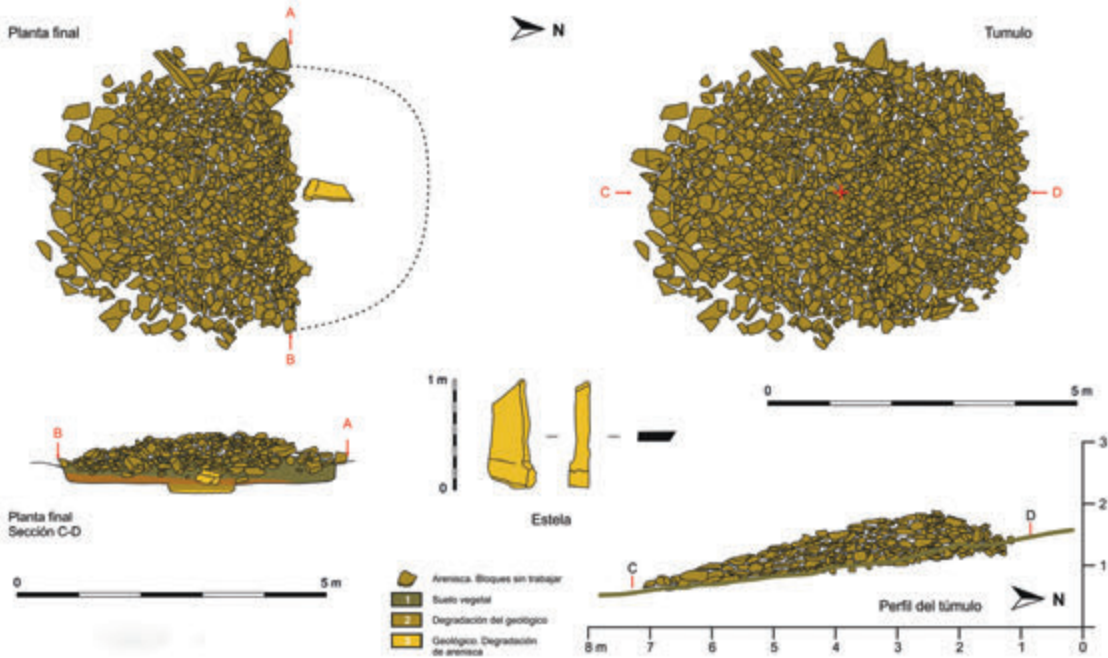 Planta final
A
N
Tumulo
C
D
B
1 m
0
Estela
0
5 m
B
A
Planta final
Sección C-D
0
5 m
Arenisca. Bloques sin trabajar
1 Suelo vegetal
2 Degradación del geológico
3 Geológico. Degradación
de arenisca
3
2
1
0
C
D
Perfil del túmulo
N
8 m
7
6
5
4
3
2
1
0